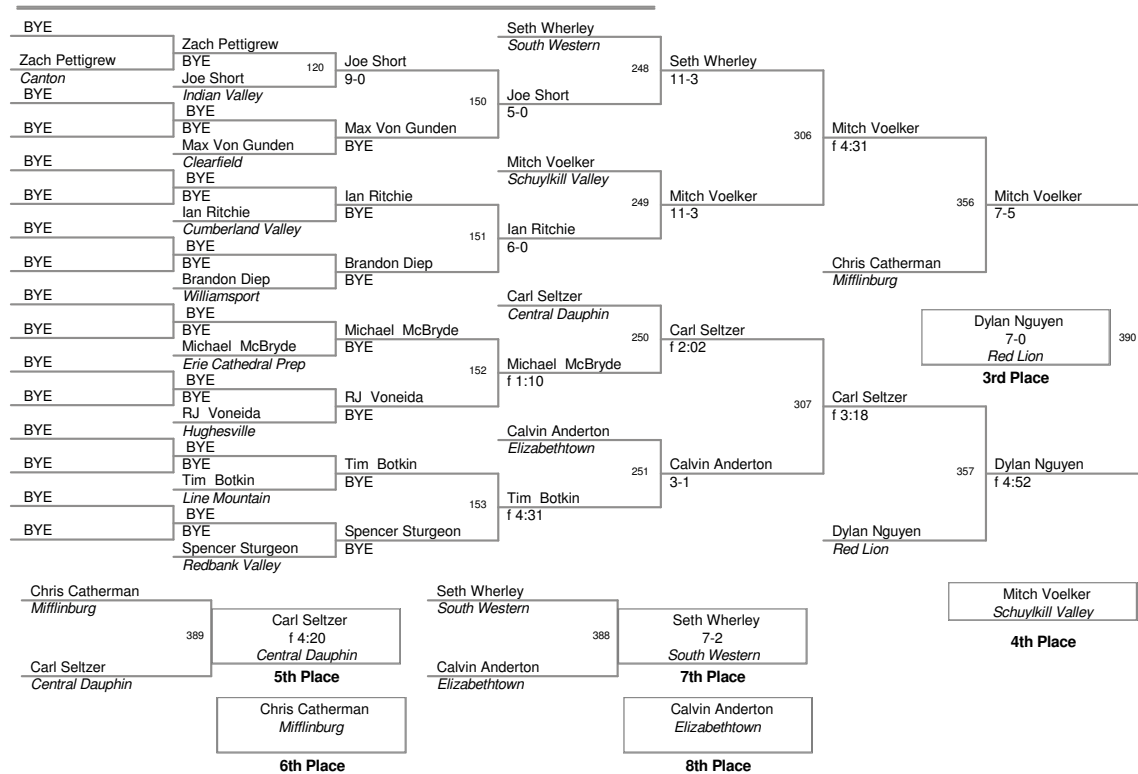 BYE
Zach Pettigrew
Canton
BYE
BYE
BYE
BYE
BYE
BYE
BYE
BYE
BYE
BYE
BYE
BYE
BYE
BYE
Zach Pettigrew
BYE
Joe Short
Indian Valley
BYE
BYE
Max Von Gunden
Clearfield
BYE
BYE
Ian Ritchie
Cumberland Valley
BYE
BYE
Brandon Diep
Williamsport
BYE
BYE
Michael McBryde
Erie Cathedral Prep
BYE
BYE
RJ Voneida
Hughesville
BYE
BYE
Tim Botkin
Line Mountain
BYE
BYE
Spencer Sturgeon
Redbank Valley
120
Joe Short
9-0
Max Von Gunden
BYE
Ian Ritchie
BYE
Brandon Diep
BYE
Michael McBryde
BYE
RJ Voneida
BYE
Tim Botkin
BYE
Spencer Sturgeon
BYE
150
151
152
153
Seth Wherley
South Western
Joe Short
5-0
Mitch Voelker
Schuylkill Valley
Ian Ritchie
6-0
Carl Seltzer
Central Dauphin
Michael McBryde
f 1:10
Calvin Anderton
Elizabethtown
Tim Botkin
f 4:31
248
249
250
251
Seth Wherley
11-3
Mitch Voelker
11-3
Carl Seltzer
f 2:02
Calvin Anderton
3-1
306
307
Mitch Voelker
f 4:31
Chris Catherman
Mifflinburg
Carl Seltzer
f 3:18
Dylan Nguyen
Red Lion
356
357
Mitch Voelker
7-5
Dylan Nguyen
7-0
Red Lion
390
3rd Place
Dylan Nguyen
f 4:52
Mitch Voelker
Schuylkill Valley
4th Place
Chris Catherman
Mifflinburg
389
Carl Seltzer
Central Dauphin
Carl Seltzer
f 4:20
Central Dauphin
5th Place
Chris Catherman
Mifflinburg
6th Place
Seth Wherley
South Western
388
Calvin Anderton
Elizabethtown
Seth Wherley
7-2
South Western
7th Place
Calvin Anderton
Elizabethtown
8th Place